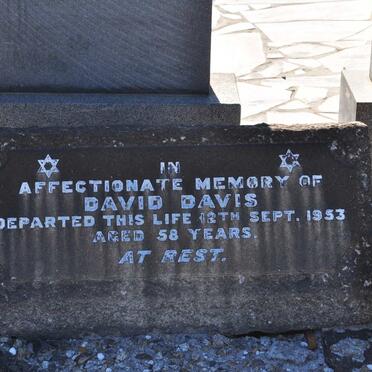 IN
AFFECTIONATE MEMORY OF
DAVID DAVIS
DEPARTED THIS LIFE 12TH SEPT. 1953
AGED 58 YEARS.
AT REST.